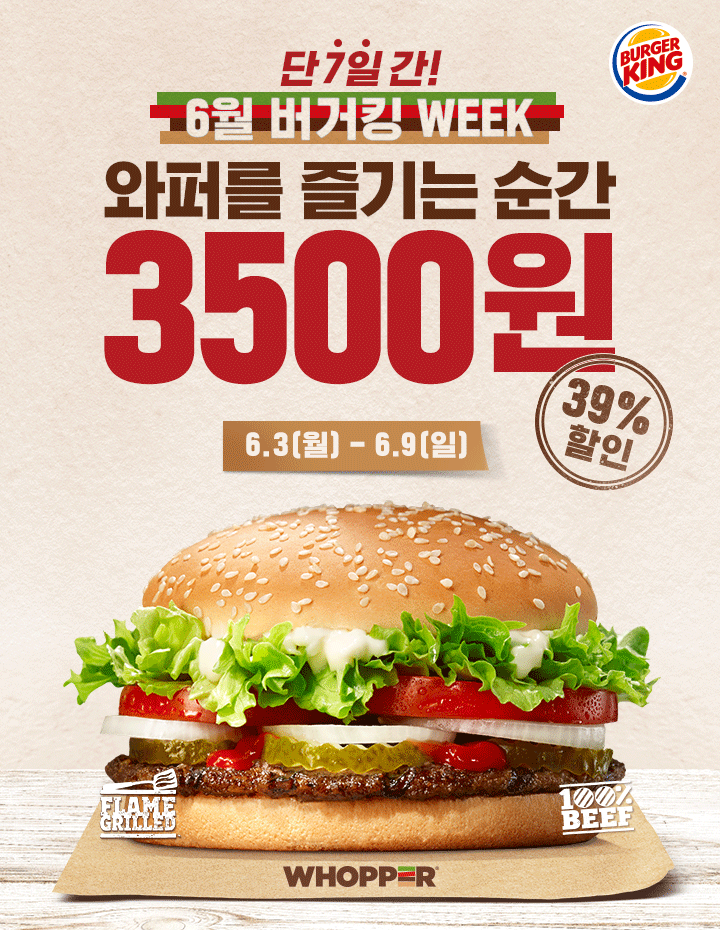 단 7일 간!
BURGER
KING
6월 버거킹 WEEK
와퍼를 즐기는 순간
3500원
39%
할인
6.3(월) - 6.9(일)
FLAME
GRILLED
100%
BEEF
WHOPPER